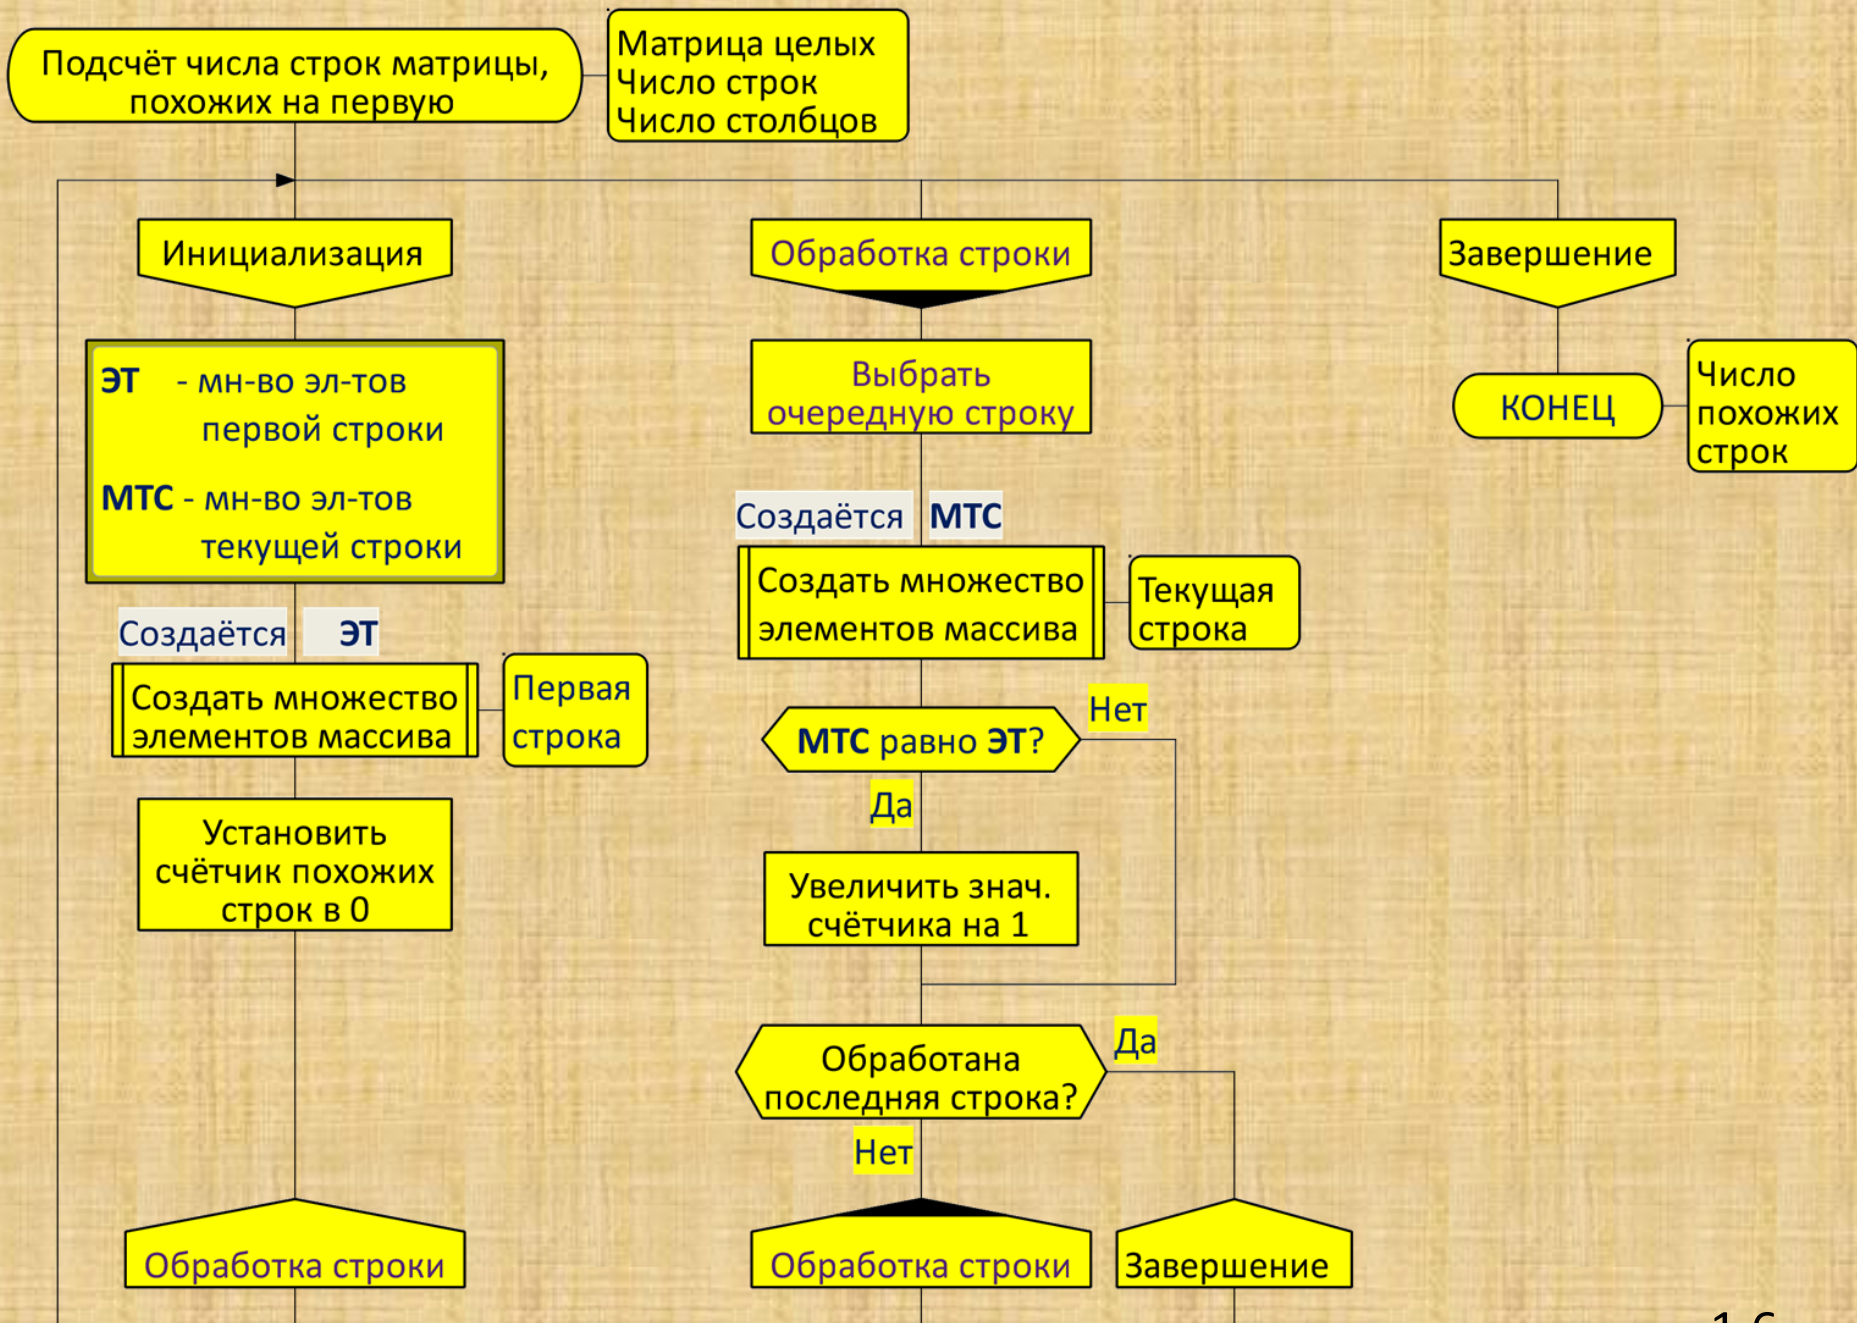 Подсчёт числа строк матрицы,
похожих на первую
Матрица целых
Число строк
Число столбцов
Инициализация
ЭТ - мн-во эл-тов
первой строки
МТС - мн-во эл-тов
текущей строки
Создаётся ЭТ
Создать множество
элементов массива
Первая
строка
Установить
счётчик похожих
строк в 0
Обработка строки
Обработка строки
Выбрать
очередную строку
Создаётся МТС
Создать множество
элементов массива
Текущая
строка
МТС равно ЭТ?
Нет
Да
Увеличить знач.
счётчика на 1
Обработана
последняя строка?
Да
Нет
Обработка строки
Завершение
Завершение
КОНЕЦ
Число
похожих
строк